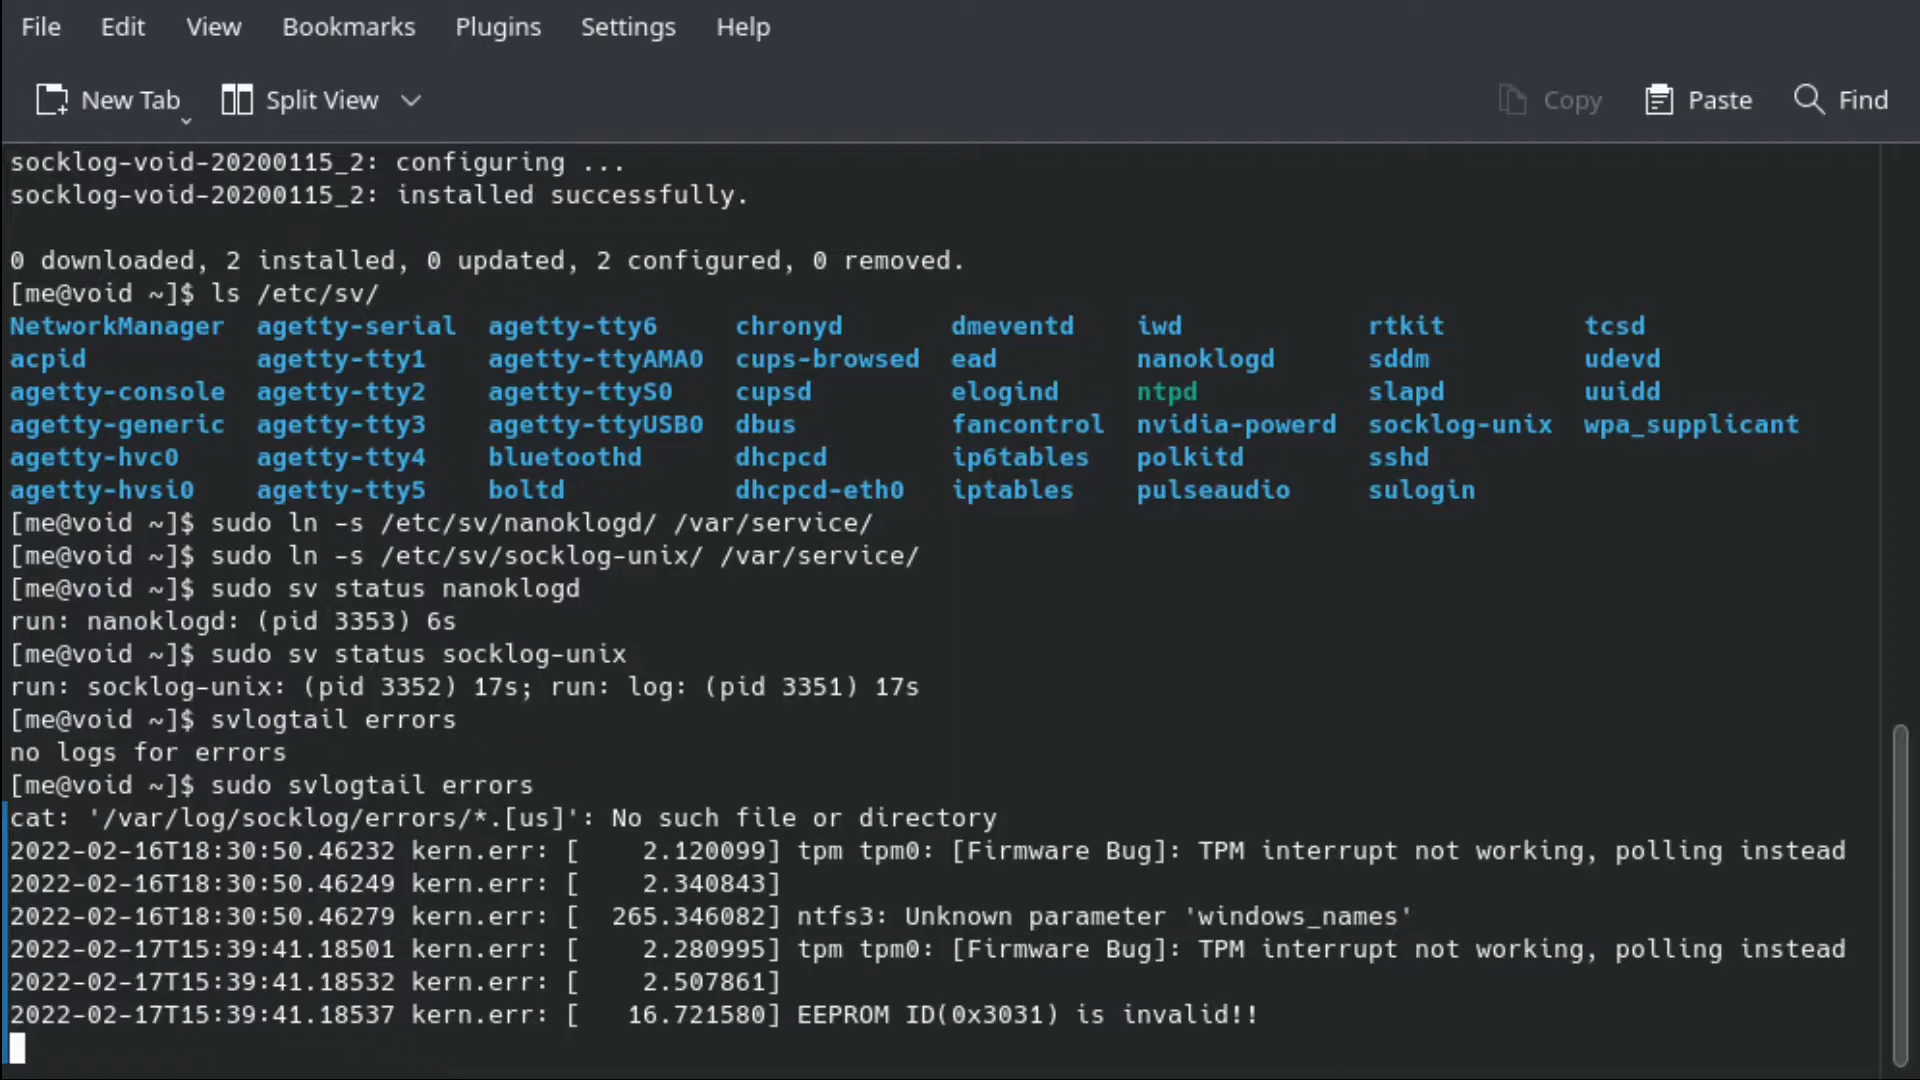 File Edit View Bookmarks Plugins Settings Help
New Tab Split View Copy Paste Find
socklog-void-20200115_2: configuring ...
socklog-void-20200115_2: installed successfully.
0 downloaded, 2 installed, 0 updated, 2 configured, 0 removed.
[me@void ~]$ ls /etc/sv/
NetworkManager agetty-serial agetty-tty6 chronyd dmeventd iwd rtkit tcsd
acpid agetty-tty1 agetty-ttyAMA0 cups-browsed ead nanoklogd sddm udevd
agetty-console agetty-tty2 agetty-ttyS0 cupsd elogind ntpd slapd uuidd
agetty-generic agetty-tty3 agetty-ttyUSB0 dbus fancontrol nvidia-powerd socklog-unix wpa_supplicant
agetty-hvc0 agetty-tty4 bluetoothd dhcpcd ip6tables polkitd sshd
agetty-hvsi0 agetty-tty5 boltd dhcpcd-eth0 iptables pulseaudio sulogin
[me@void ~]$ sudo ln -s /etc/sv/nanoklogd/ /var/service/
[me@void ~]$ sudo ln -s /etc/sv/socklog-unix/ /var/service/
[me@void ~]$ sudo sv status nanoklogd
run: nanoklogd: (pid 3353) 6s
[me@void ~]$ sudo sv status socklog-unix
run: socklog-unix: (pid 3352) 17s; run: log: (pid 3351) 17s
[me@void ~]$ svlogtail errors
no logs for errors
[me@void ~]$ sudo svlogtail errors
cat: '/var/log/socklog/errors/*.[us]': No such file or directory
2022-02-16T18:30:50.46232 kern.err: [    2.120099] tpm tpm0: [Firmware Bug]: TPM interrupt not working, polling instead
2022-02-16T18:30:50.46249 kern.err: [    2.340843]
2022-02-16T18:30:50.46279 kern.err: [  265.346082] ntfs3: Unknown parameter 'windows_names'
2022-02-17T15:39:41.18501 kern.err: [    2.280995] tpm tpm0: [Firmware Bug]: TPM interrupt not working, polling instead
2022-02-17T15:39:41.18532 kern.err: [    2.507861]
2022-02-17T15:39:41.18537 kern.err: [   16.721580] EEPROM ID(0x3031) is invalid!!